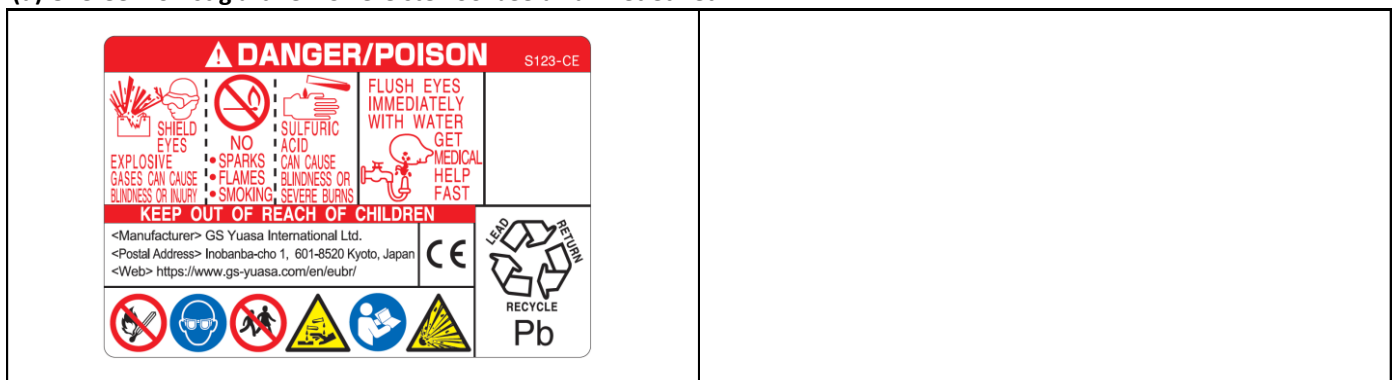 DANGER/POISON
S123-CE
SHIELD
EYES
EXPLOSIVE
GASES CAN CAUSE
BLINDNESS OR INJURY
NO
• SPARKS
• FLAMES
• SMOKING
SULFURIC
ACID
CAN CAUSE
BLINDNESS OR
SEVERE BURNS
FLUSH EYES
IMMEDIATELY
WITH WATER
GET
MEDICAL
HELP
FAST
KEEP OUT OF REACH OF CHILDREN
<Manufacturer> GS Yuasa International Ltd.
<Postal Address> Inobanba-cho 1, 601-8520 Kyoto, Japan
<Web> https://www.gs-yuasa.com/en/eubr/
CE
LEAD
RETURN
RECYCLE
Pb